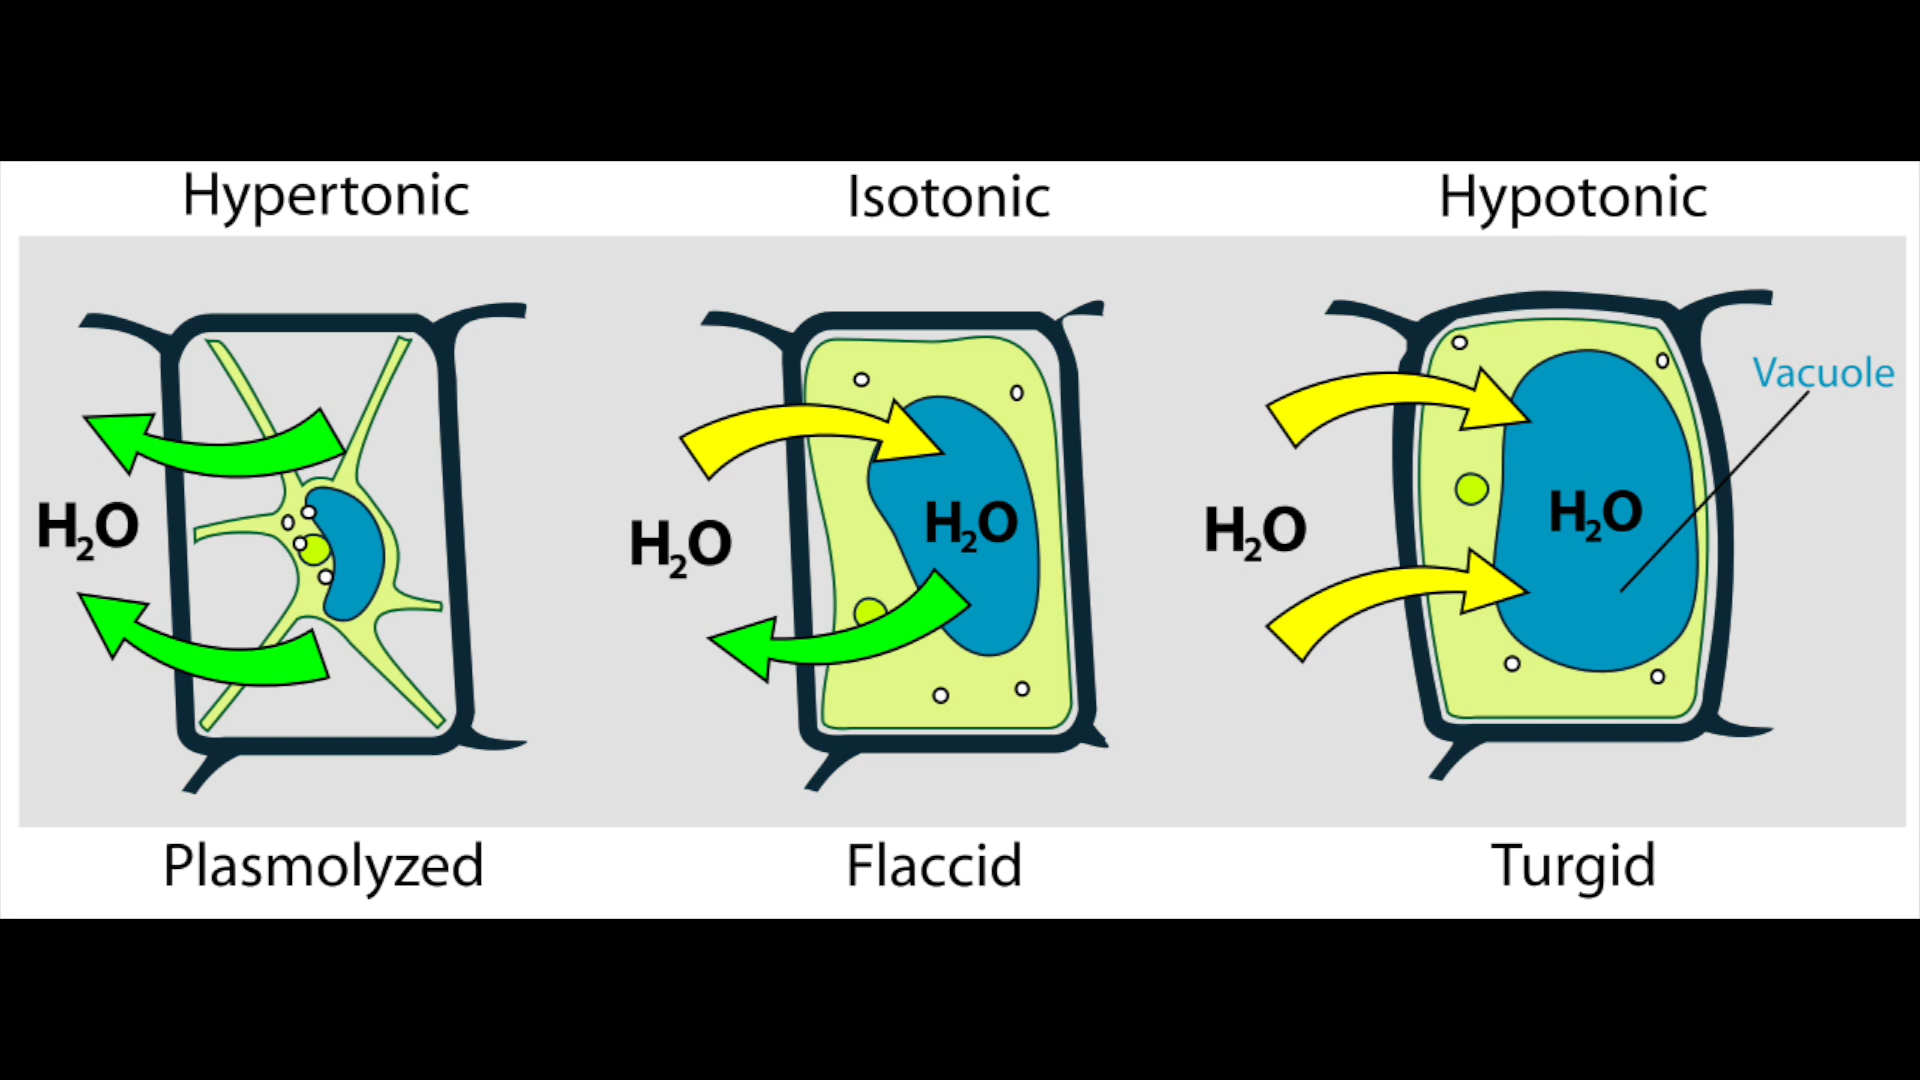 Hypertonic
Isotonic
Hypotonic
Vacuole
H₂O
H₂O
H₂O
H₂O
H₂O
Plasmolyzed
Flaccid
Turgid